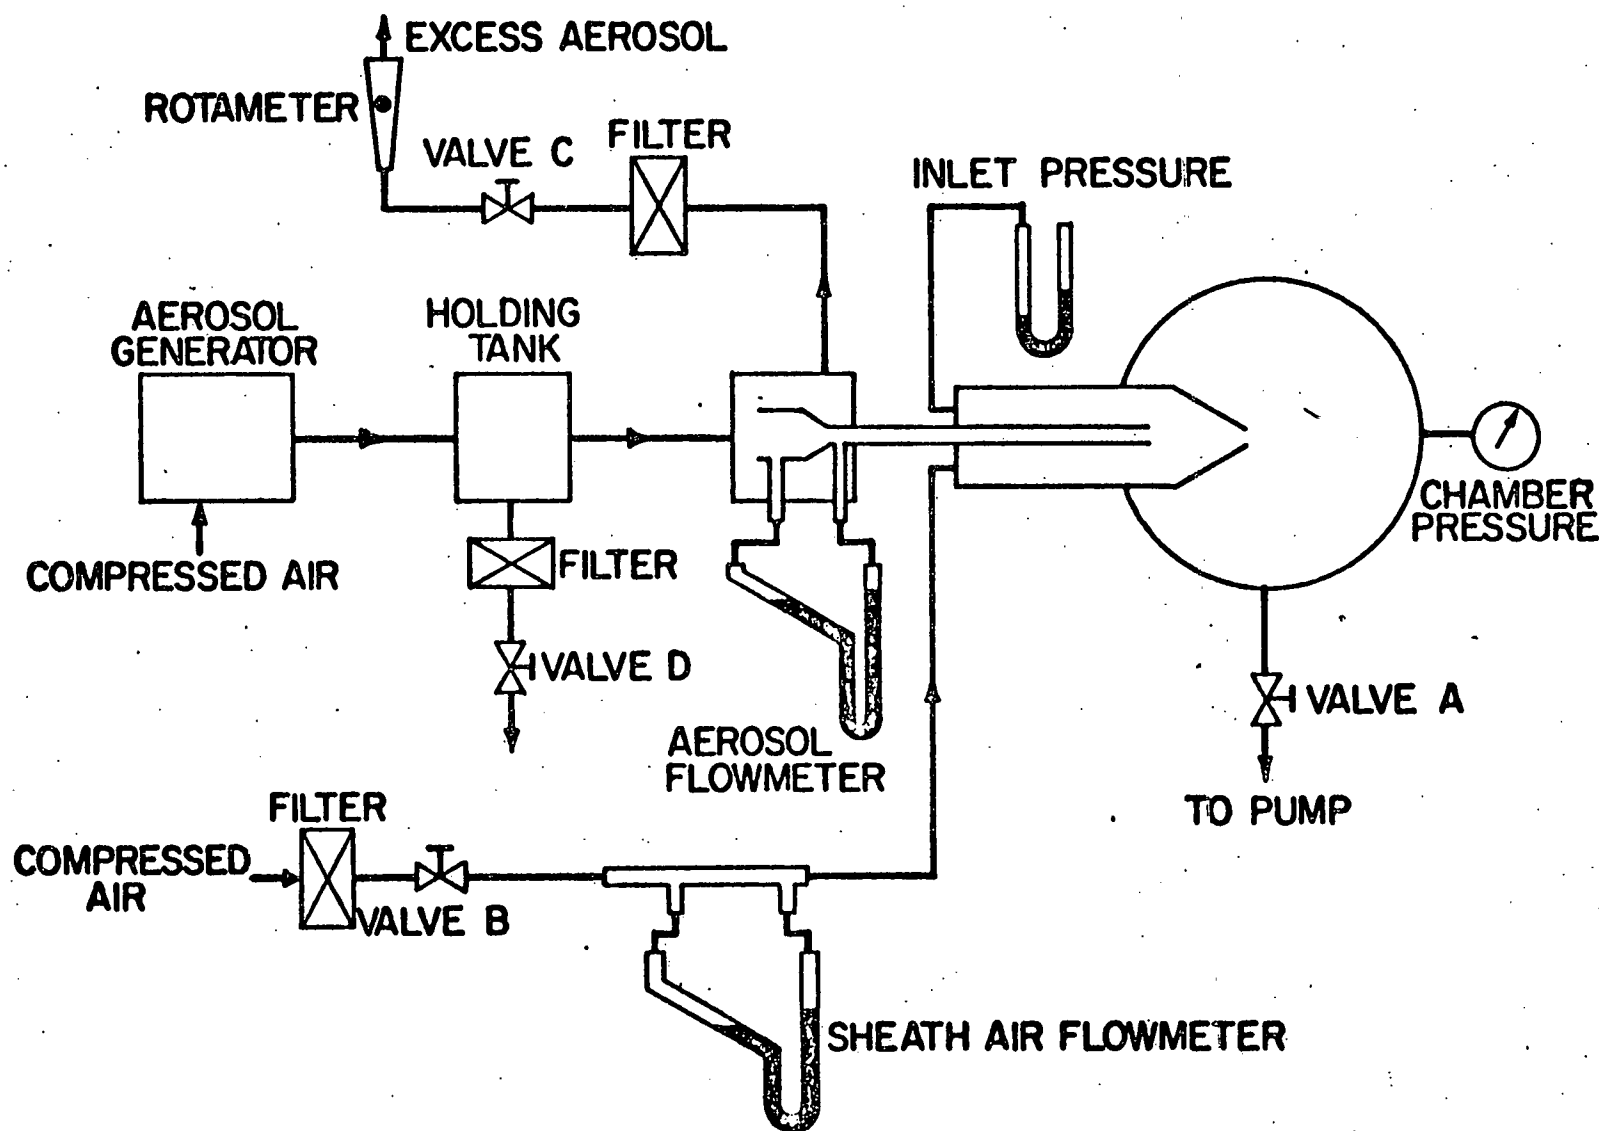 EXCESS AEROSOL
ROTAMETER
VALVE C
FILTER
INLET PRESSURE
AEROSOL
GENERATOR
HOLDING
TANK
COMPRESSED AIR
FILTER
VALVE D
AEROSOL
FLOWMETER
CHAMBER
PRESSURE
VALVE A
TO PUMP
FILTER
COMPRESSED
AIR
VALVE B
SHEATH AIR FLOWMETER